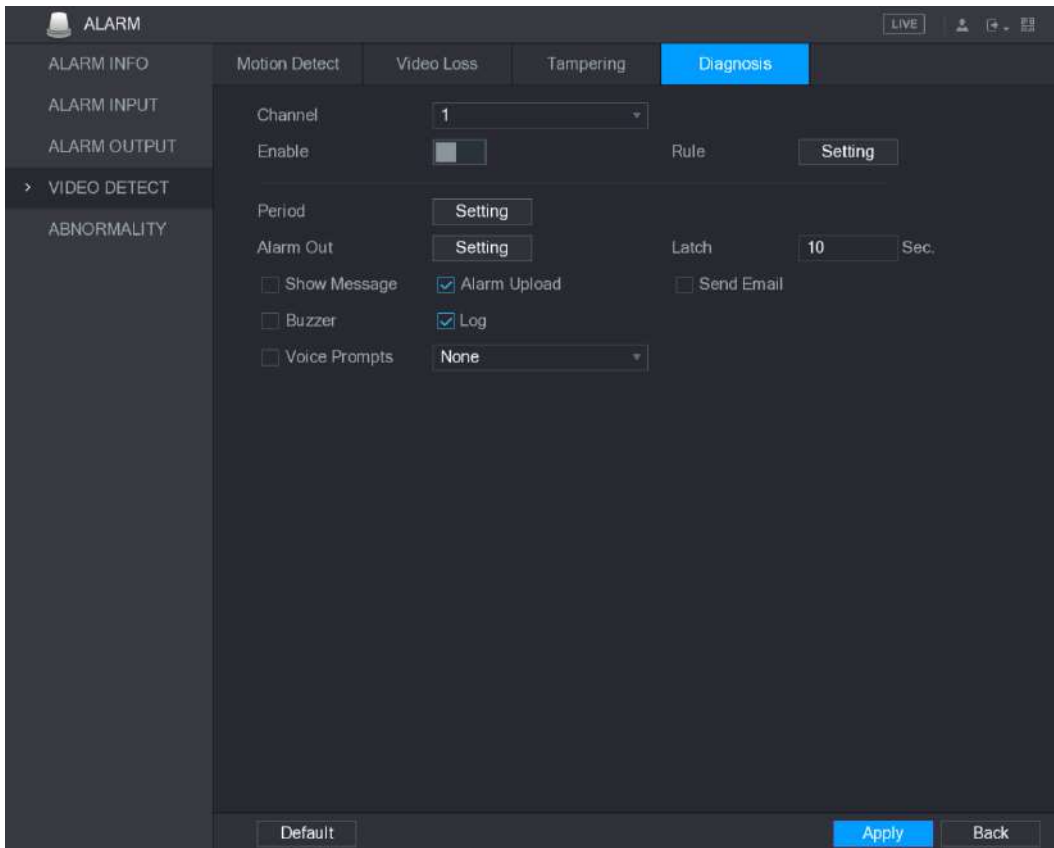 ALARM
LIVE
ALARM INFO
ALARM INPUT
ALARM OUTPUT
> VIDEO DETECT
ABNORMALITY
Motion Detect Video Loss Tampering Diagnosis
Channel 1
Enable Rule Setting
Period Setting
Alarm Out Setting Latch 10 Sec.
Show Message Alarm Upload Send Email
Buzzer Log
Voice Prompts None
Default Apply Back